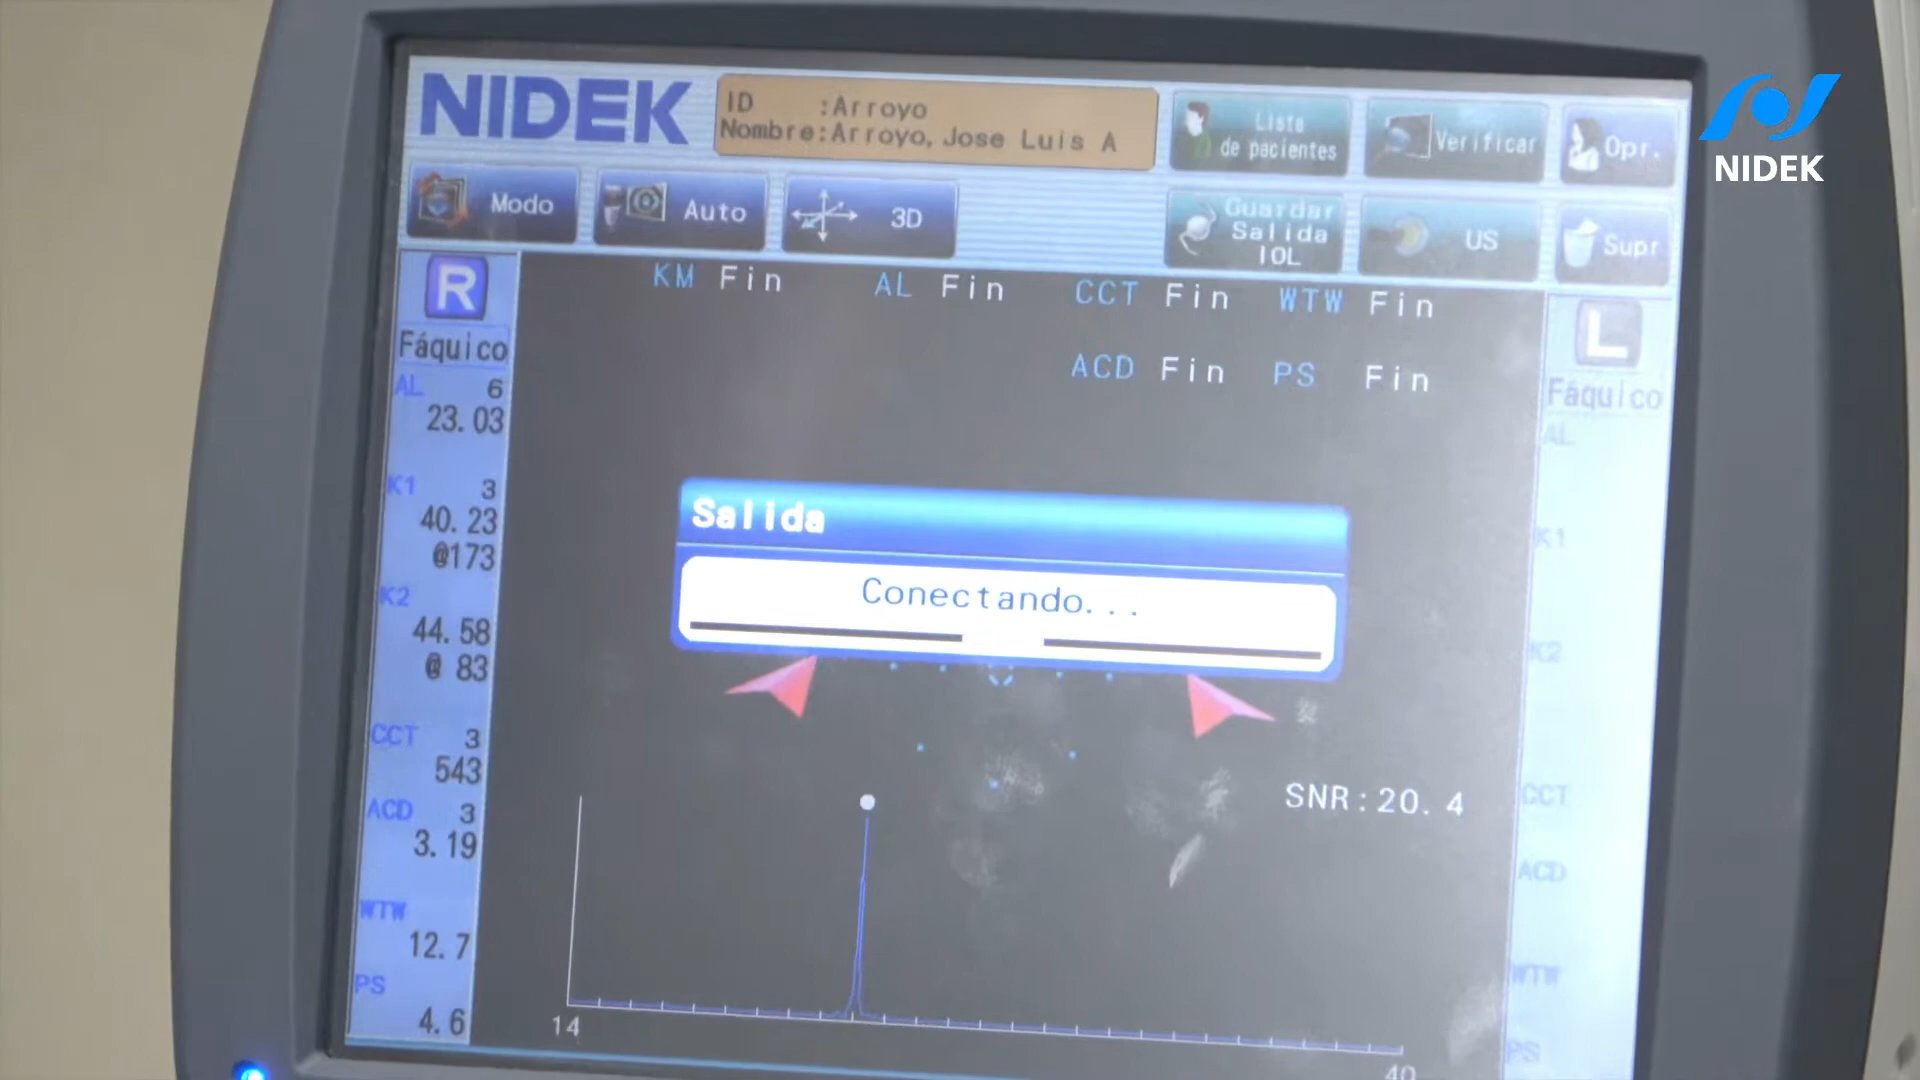 NIDEK
ID :Arroyo
Nombre:Arroyo, Jose Luis A
Lista
de pacientes
Verificar
Opr.
NIDEK
Modo
Auto
3D
Guardar
Salida
IOL
US
Supr
R
KM Fin
AL Fin
CCT Fin
WTW Fin
L
Fáquico
ACD Fin
PS Fin
Fáquico
AL 6
23.03
AL
K1 3
40.23
@173
K1
Salida
Conectando...
K2
44.58
@ 83
K2
CCT 3
543
SNR:20.4
CCT
ACD 3
3.19
ACD
WTW
12.7
WTW
PS
4.6
PS
14
40